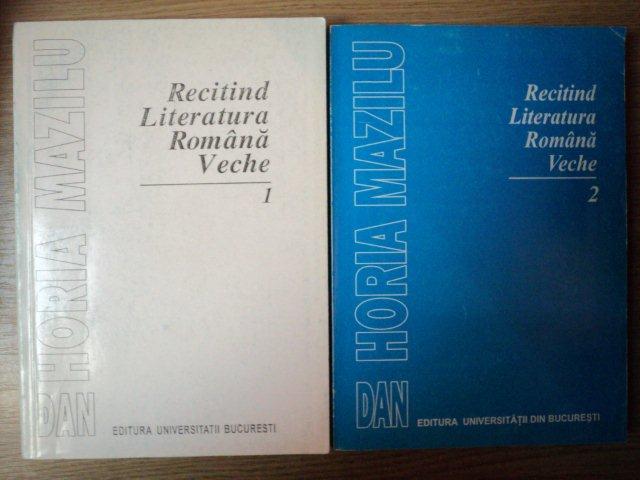 DAN HORIA MAZILU
Recitind
Literatura
Română
Veche
1
EDITURA UNIVERSITATII BUCURESTI
DAN HORIA MAZILU
Recitind
Literatura
Română
Veche
2
EDITURA UNIVERSITĂȚII DIN BUCUREȘTI